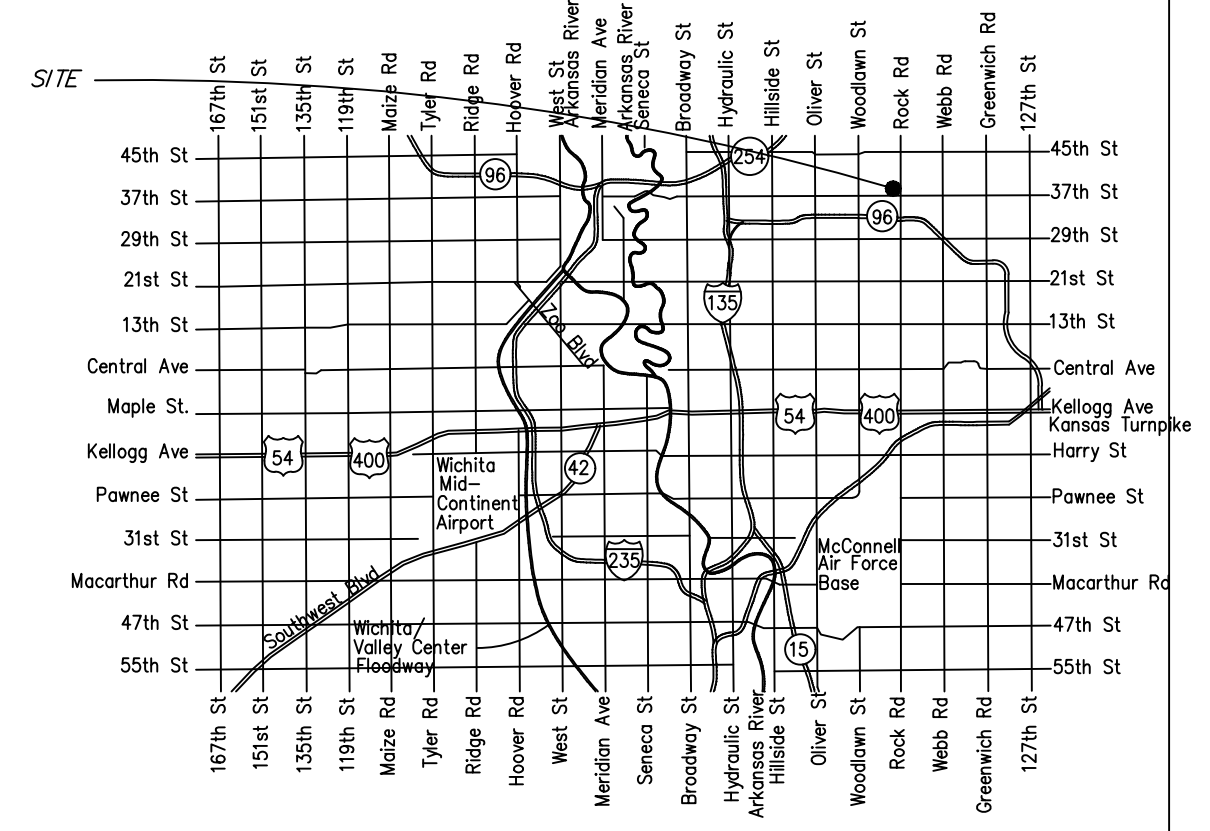 SITE
167th St
151st St
135th St
119th St
Maize Rd
Tyler Rd
Ridge Rd
Hoover Rd
West St
Arkansas River
Meridian Ave
Arkansas River
Seneca St
Broadway St
Hydraulic St
Hillside St
Oliver St
Woodlawn St
Rock Rd
Webb Rd
Greenwich Rd
127th St
45th St
37th St
29th St
21st St
13th St
Central Ave
Maple St.
Kellogg Ave
Pawnee St
31st St
Macarthur Rd
47th St
55th St
96
254
96
135
Zoo Blvd
54
400
54
400
42
Wichita
Mid-
Continent
Airport
235
McConnell
Air Force
Base
Southwest Blvd
Wichita/
Valley Center
Floodway
15
45th St
37th St
29th St
21st St
13th St
Central Ave
Kellogg Ave
Kansas Turnpike
Harry St
Pawnee St
31st St
Macarthur Rd
47th St
55th St
167th St
151st St
135th St
119th St
Maize Rd
Tyler Rd
Ridge Rd
Hoover Rd
West St
Meridian Ave
Seneca St
Broadway St
Hydraulic St
Arkansas River
Hillside St
Oliver St
Woodlawn St
Rock Rd
Webb Rd
Greenwich Rd
127th St